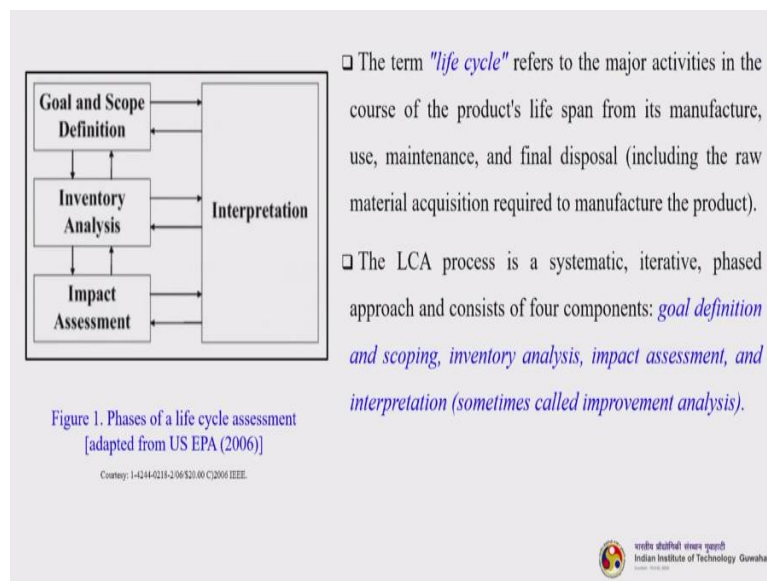 Goal and Scope
Definition
Inventory
Analysis
Impact
Assessment
Interpretation
Figure 1. Phases of a life cycle assessment
[adapted from US EPA (2006)]
Courtesy: 1-4244-0218-2/06/$20.00 C)2006 IEEE.
❑ The term "life cycle" refers to the major activities in the
course of the product's life span from its manufacture,
use, maintenance, and final disposal (including the raw
material acquisition required to manufacture the product).
❑ The LCA process is a systematic, iterative, phased
approach and consists of four components: goal definition
and scoping, inventory analysis, impact assessment, and
interpretation (sometimes called improvement analysis).
भारतीय प्रौद्योगिकी संस्थान गुवाहाटी
Indian Institute of Technology Guwaha